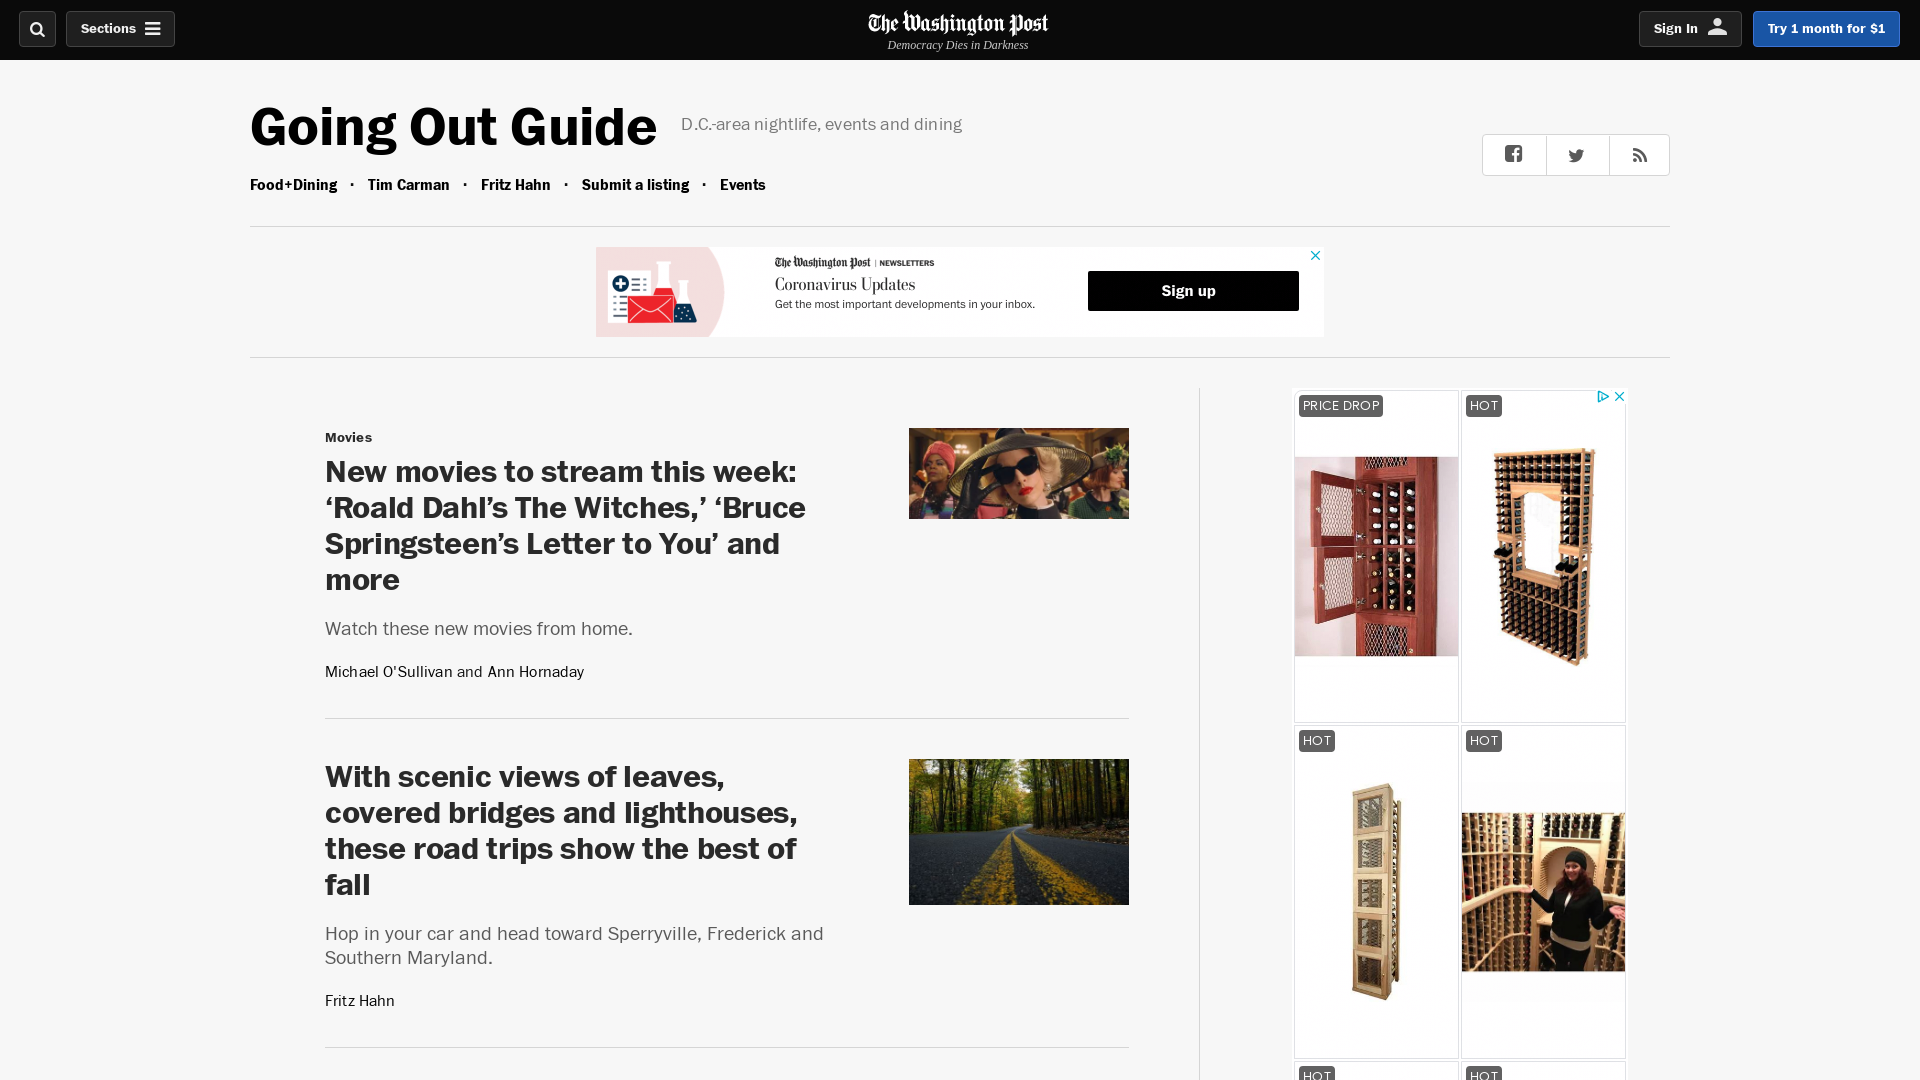 Sections
The Washington Post
Democracy Dies in Darkness
Sign In
Try 1 month for $1
Going Out Guide
D.C.-area nightlife, events and dining
Food+Dining · Tim Carman · Fritz Hahn · Submit a listing · Events
The Washington Post | NEWSLETTERS
Coronavirus Updates
Get the most important developments in your inbox.
Sign up
Movies
New movies to stream this week:
‘Roald Dahl’s The Witches,’ ‘Bruce
Springsteen’s Letter to You’ and
more
Watch these new movies from home.
Michael O'Sullivan and Ann Hornaday
With scenic views of leaves,
covered bridges and lighthouses,
these road trips show the best of
fall
Hop in your car and head toward Sperryville, Frederick and
Southern Maryland.
Fritz Hahn
PRICE DROP
HOT
HOT
HOT
HOT
HOT